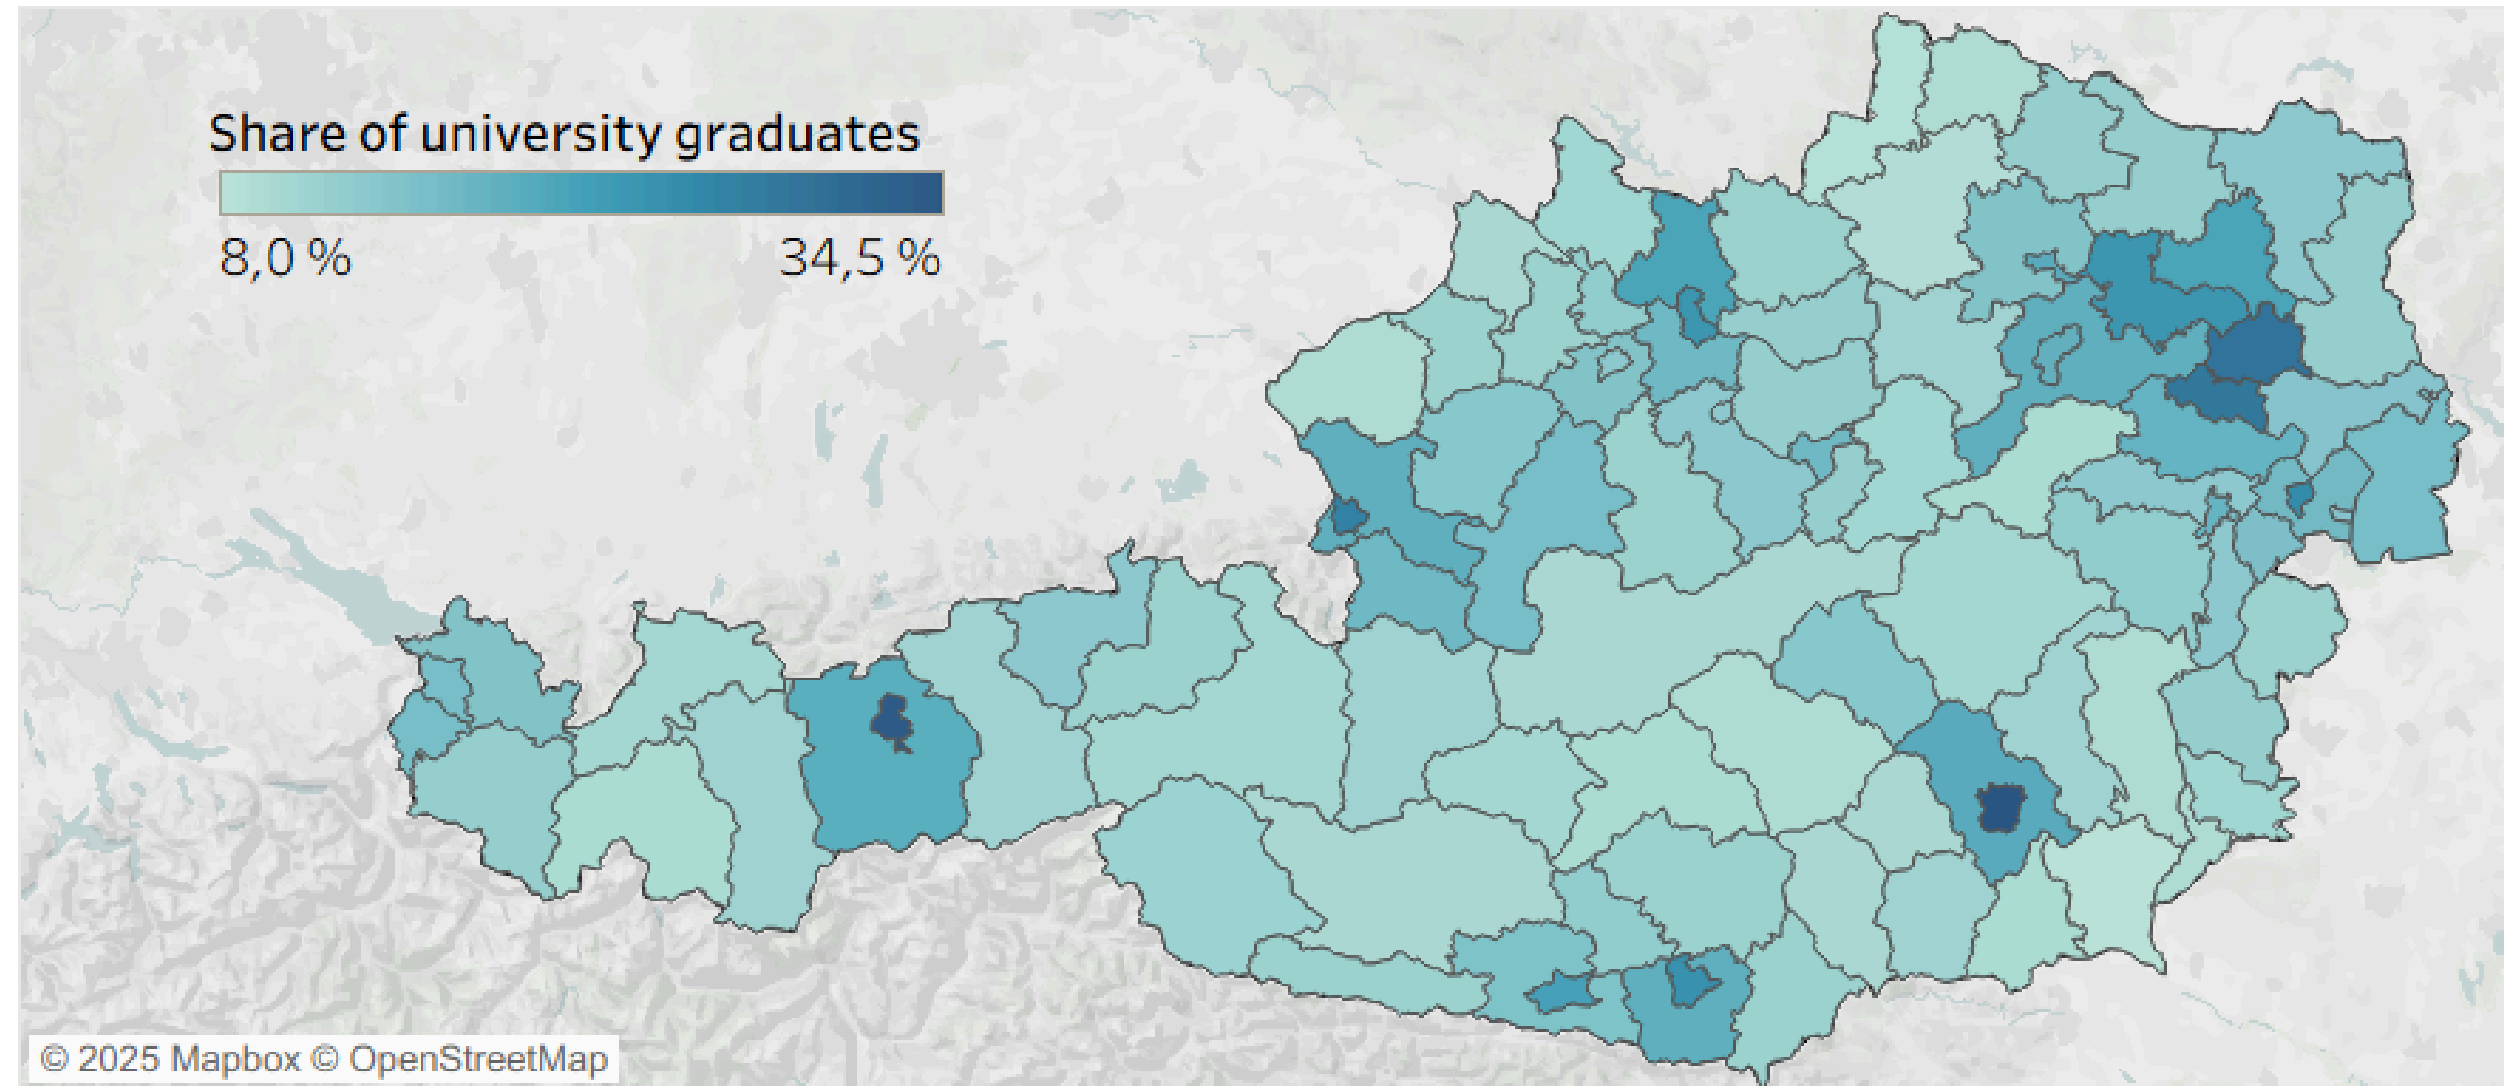 Share of university graduates
8,0 % 34,5 %
© 2025 Mapbox © OpenStreetMap